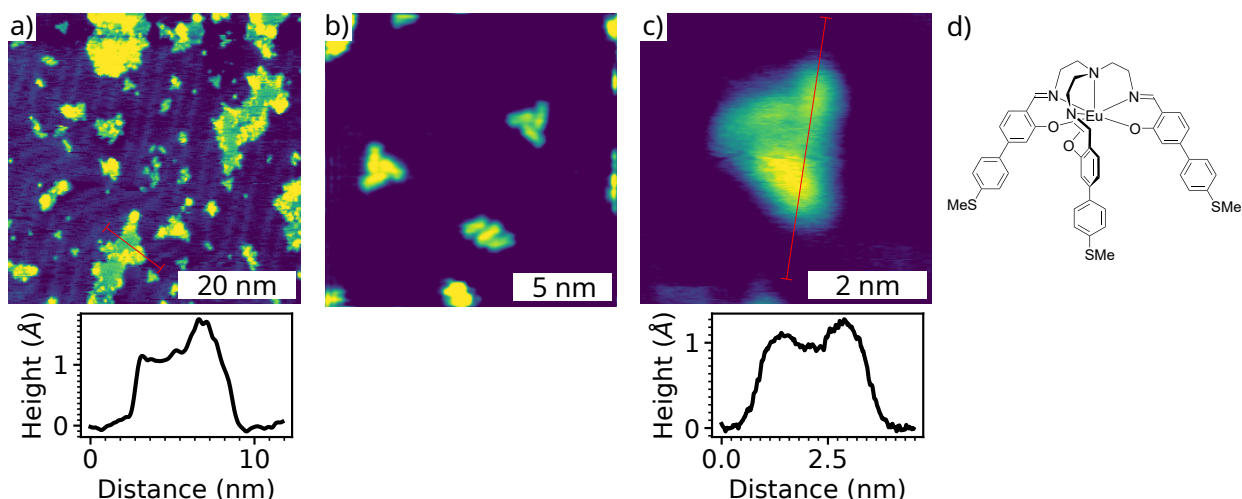 a)
b)
c)
d)
20 nm
5 nm
2 nm
N
N
N
N
Eu
O
O
O
MeS
SMe
SMe
Height (Å)
1
0
0
10
Distance (nm)
Height (Å)
1
0
0.0
2.5
Distance (nm)